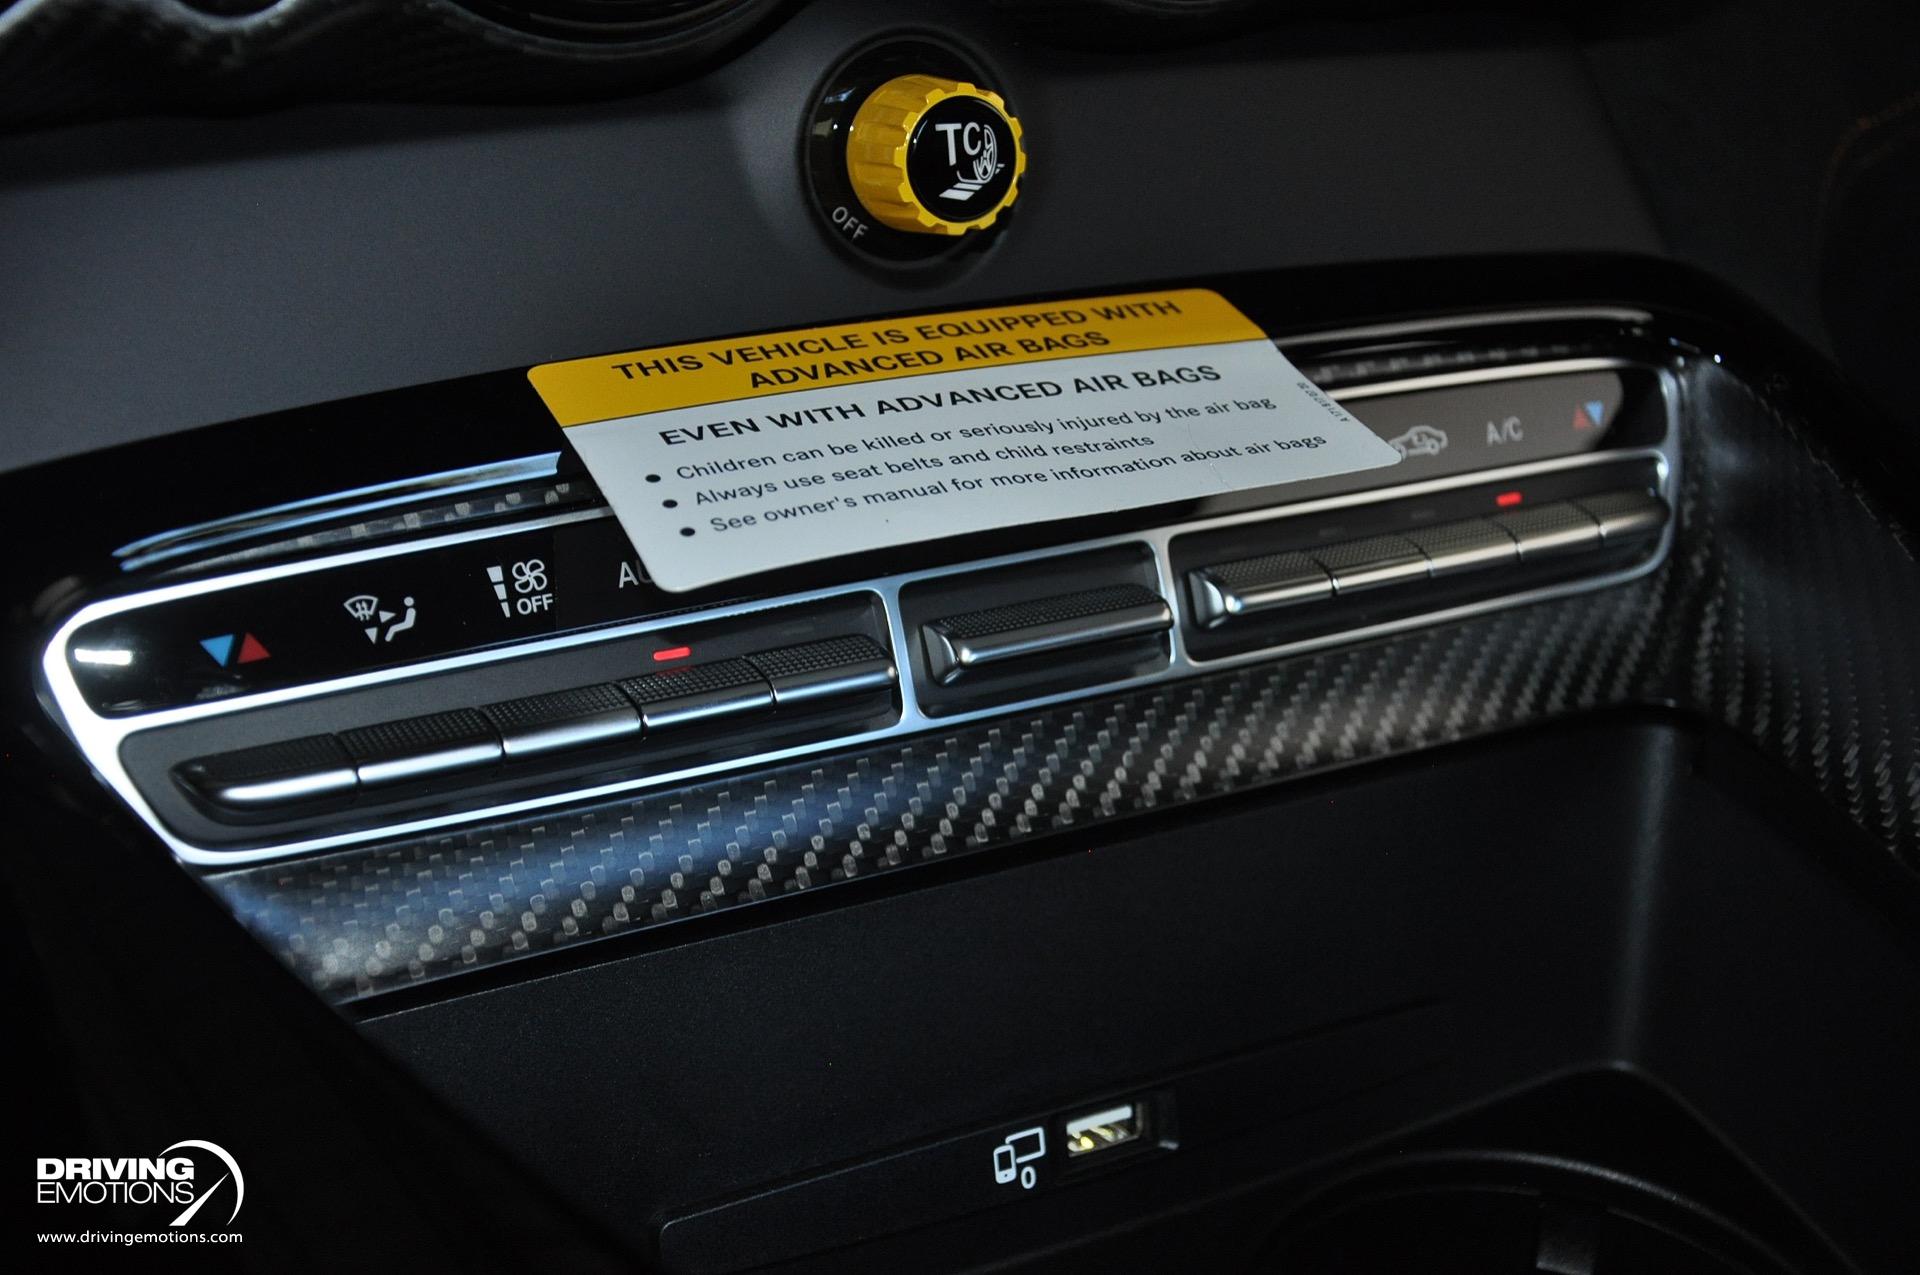 TC
OFF
THIS VEHICLE IS EQUIPPED WITH
ADVANCED AIR BAGS
EVEN WITH ADVANCED AIR BAGS
• Children can be killed or seriously injured by the air bag
• Always use seat belts and child restraints
• See owner's manual for more information about air bags
A/C
OFF
DRIVING
EMOTIONS
www.drivingemotions.com